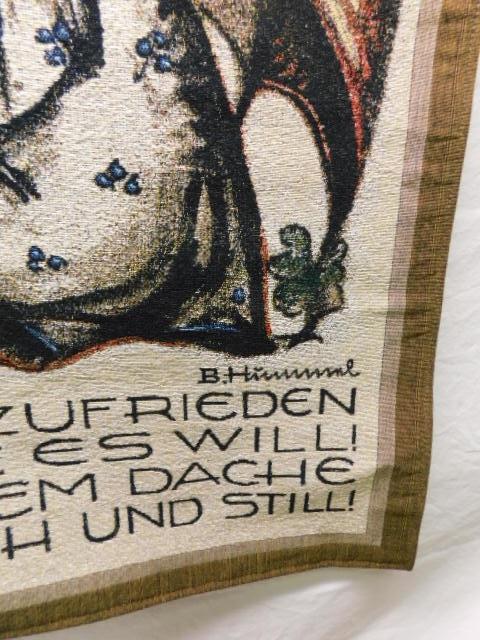 B. Hummel
ZUFRIEDEN
ES WILL!
EM DACHE
H UND STILL!